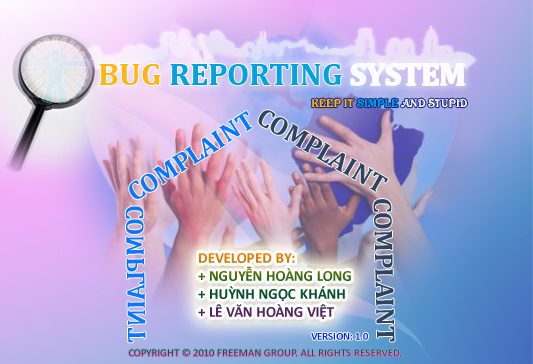 BUG REPORTING SYSTEM
KEEP IT SIMPLE AND STUPID
COMPLAINT
COMPLAINT
COMPLAINT
COMPLAINT
DEVELOPED BY:
+ NGUYỄN HOÀNG LONG
+ HUỲNH NGỌC KHÁNH
+ LÊ VĂN HOÀNG VIỆT
VERSION: 1.0
COPYRIGHT © 2010 FREEMAN GROUP. ALL RIGHTS RESERVED.